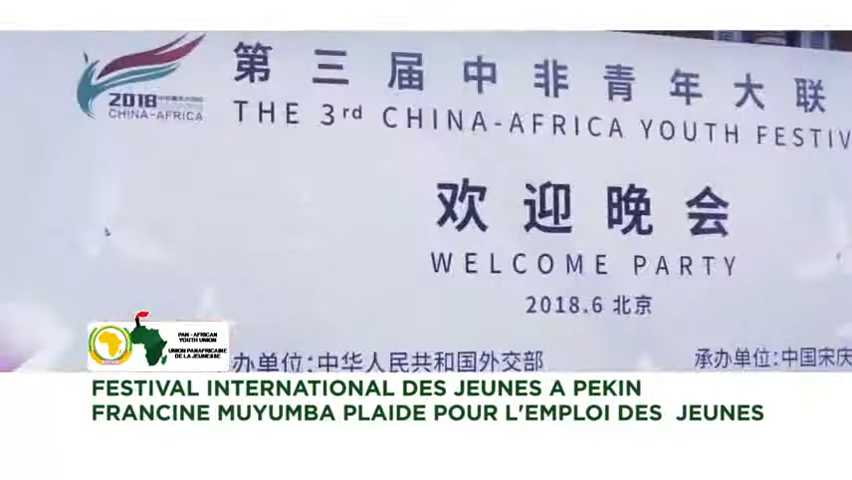 第三届中非青年大联
THE 3rd CHINA-AFRICA YOUTH FESTIV
2018
CHINA-AFRICA
欢迎晚会
WELCOME PARTY
2018.6 北京
PAN - AFRICAN
YOUTH UNION
UNION PANAFRICAINE
DE LA JEUNESSE
办单位：中华人民共和国外交部
承办单位：中国宋庆
FESTIVAL INTERNATIONAL DES JEUNES A PEKIN
FRANCINE MUYUMBA PLAIDE POUR L'EMPLOI DES JEUNES